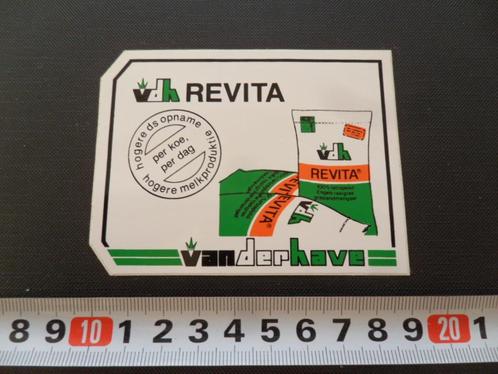 vdh REVITA
hogere ds opname
per koe,
per dag
hogere melkproduktie
vdh
REVITA®
REVITA®
vanderhave
8 9 10 1 2 3 4 5 6 7 8 9 20 1